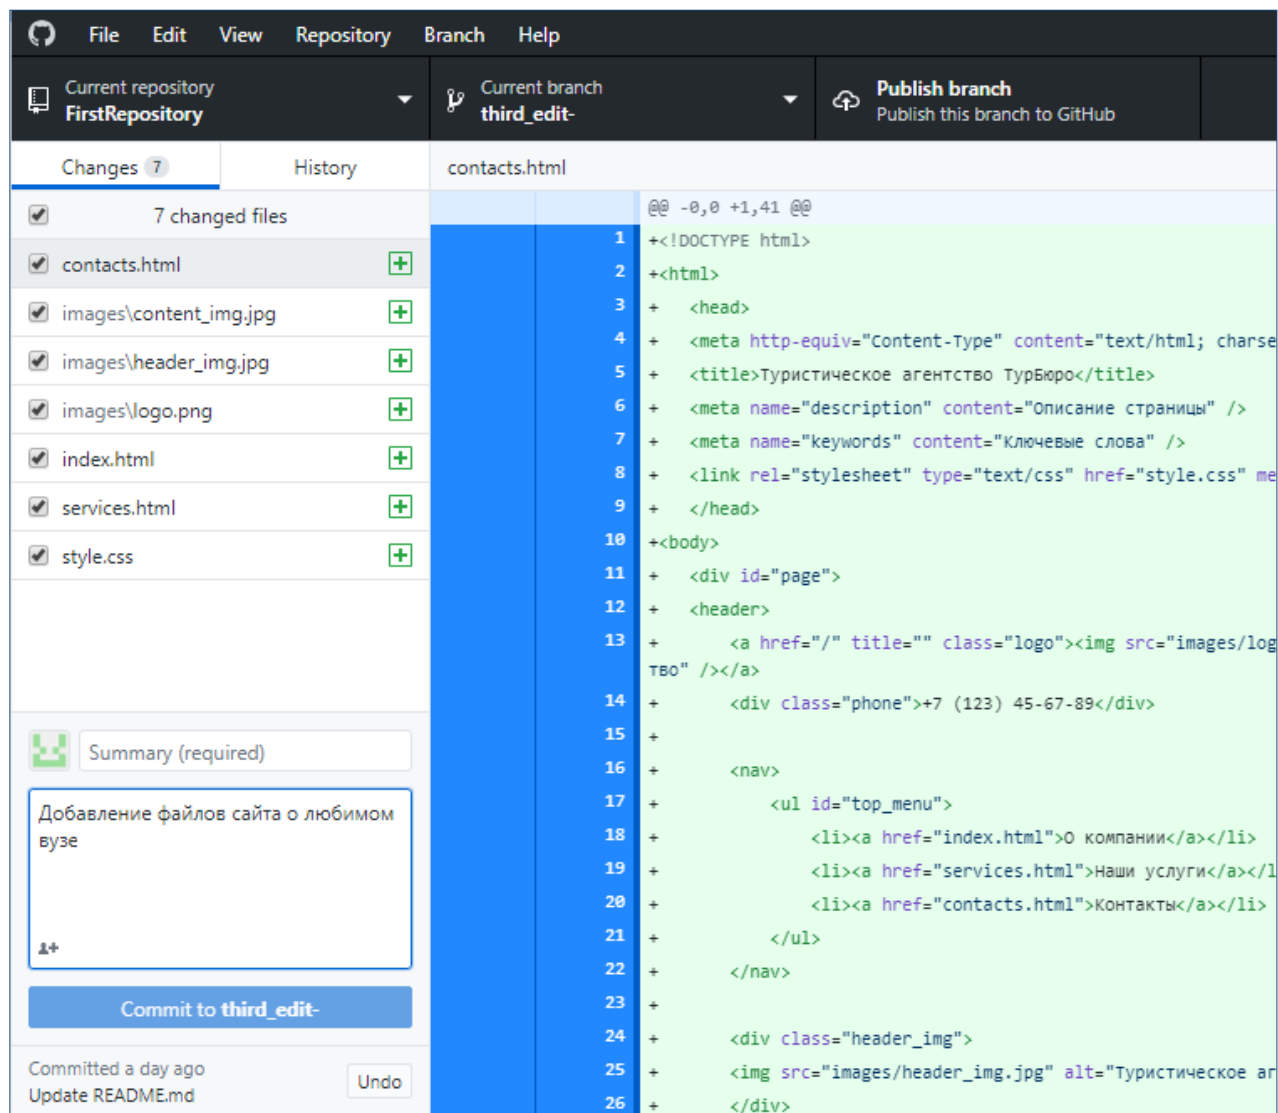 File Edit View Repository Branch Help
Current repository
FirstRepository
Current branch
third_edit-
Publish branch
Publish this branch to GitHub
Changes 7
History
contacts.html
7 changed files
contacts.html
images\content_img.jpg
images\header_img.jpg
images\logo.png
index.html
services.html
style.css
Summary (required)
Добавление файлов сайта о любимом
вузе
Commit to third_edit-
Committed a day ago
Update README.md
Undo
@@ -0,0 +1,41 @@
1 +<!DOCTYPE html>
2 +<html>
3 + <head>
4 + <meta http-equiv="Content-Type" content="text/html; charse
5 + <title>Туристическое агентство ТурБюро</title>
6 + <meta name="description" content="Описание страницы" />
7 + <meta name="keywords" content="Ключевые слова" />
8 + <link rel="stylesheet" type="text/css" href="style.css" me
9 + </head>
10 +<body>
11 + <div id="page">
12 + <header>
13 + <a href="/" title="" class="logo"><img src="images/log
тво" /></a>
14 + <div class="phone">+7 (123) 45-67-89</div>
15 +
16 + <nav>
17 + <ul id="top_menu">
18 + <li><a href="index.html">О компании</a></li>
19 + <li><a href="services.html">Наши услуги</a></l
20 + <li><a href="contacts.html">Контакты</a></li>
21 + </ul>
22 + </nav>
23 +
24 + <div class="header_img">
25 + <img src="images/header_img.jpg" alt="Туристическое аг
26 + </div>